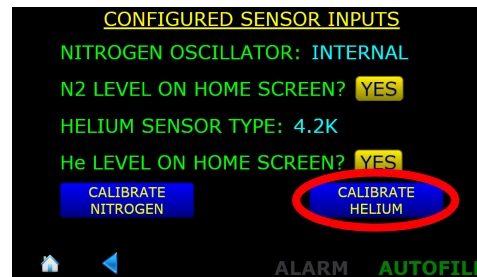 CONFIGURED SENSOR INPUTS
NITROGEN OSCILLATOR: INTERNAL
N2 LEVEL ON HOME SCREEN? YES
HELIUM SENSOR TYPE: 4.2K
He LEVEL ON HOME SCREEN? YES
CALIBRATE
NITROGEN
CALIBRATE
HELIUM
ALARM AUTOFILL